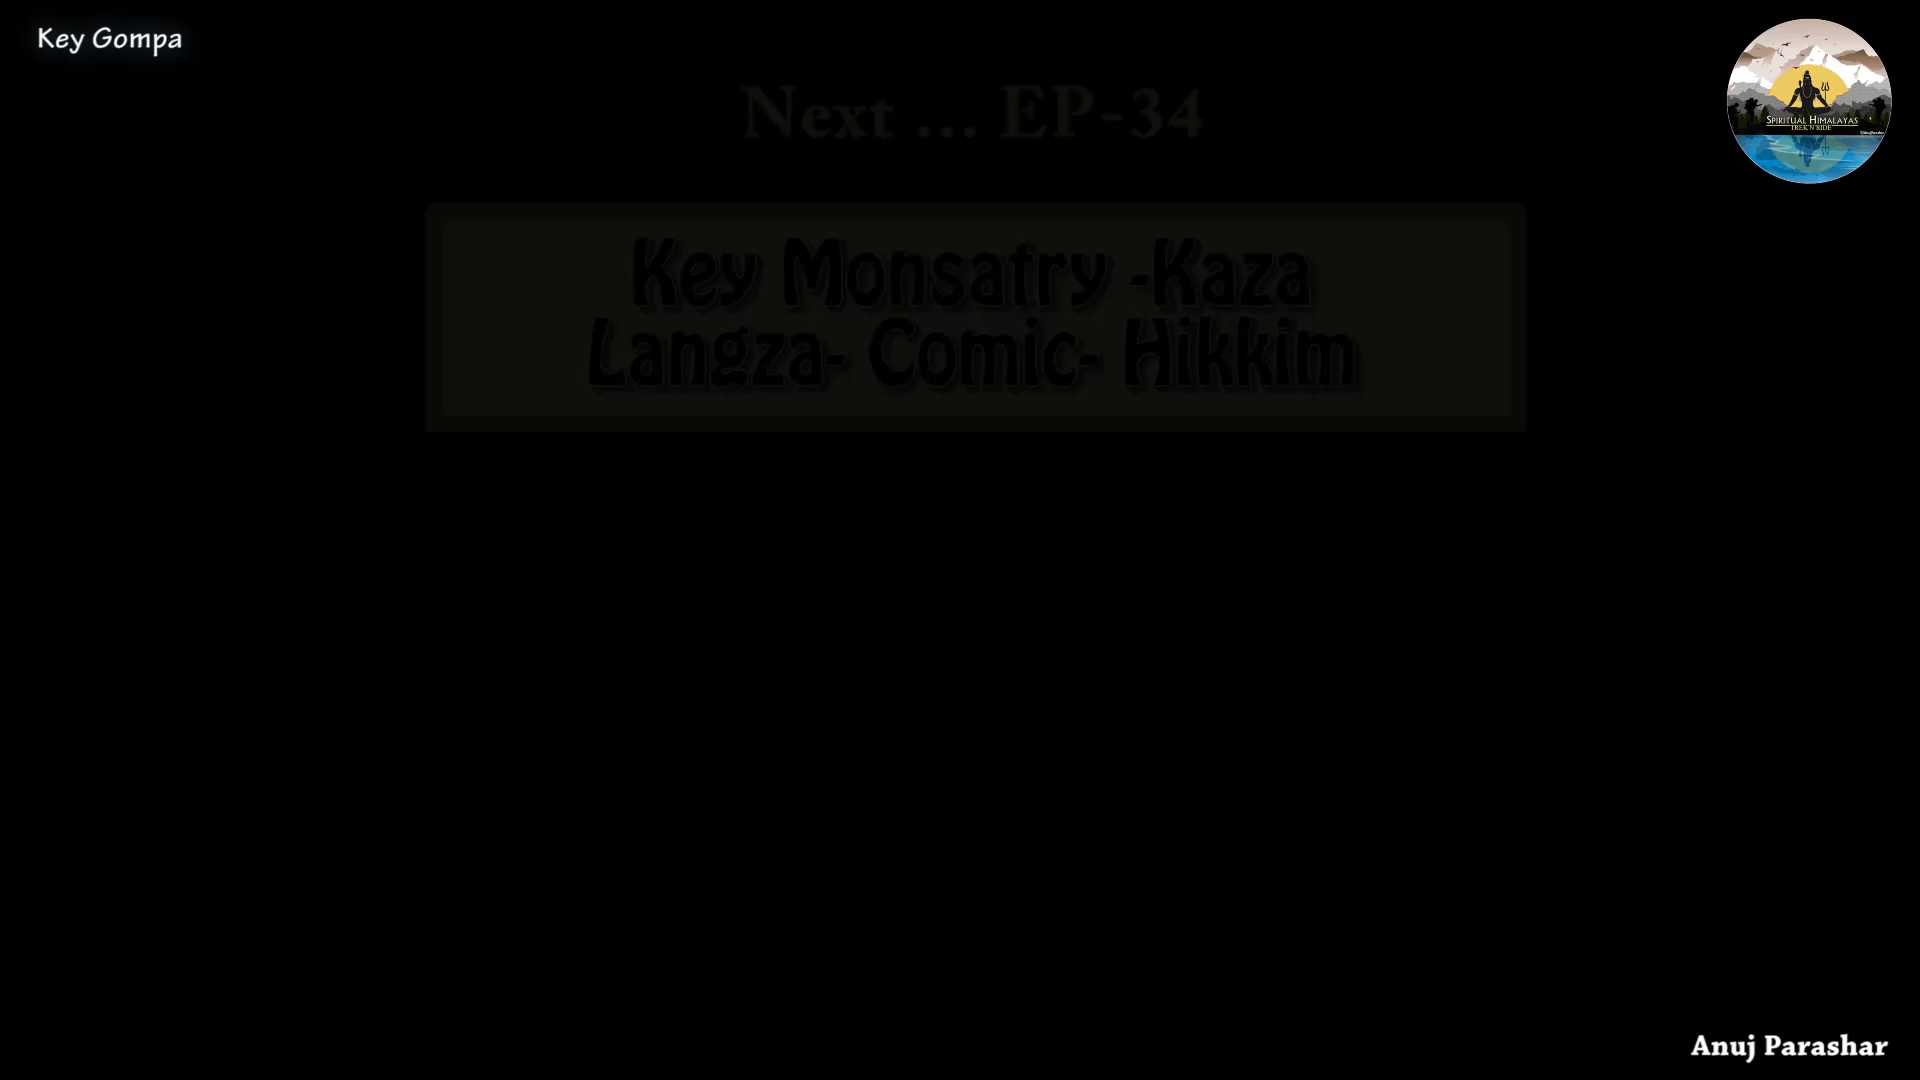 Key Gompa
Next ... EP-34
SPIRITUAL HIMALAYAS
TREK'N RIDE
Key Monsatry -Kaza
Langza- Comic- Hikkim
Anuj Parashar